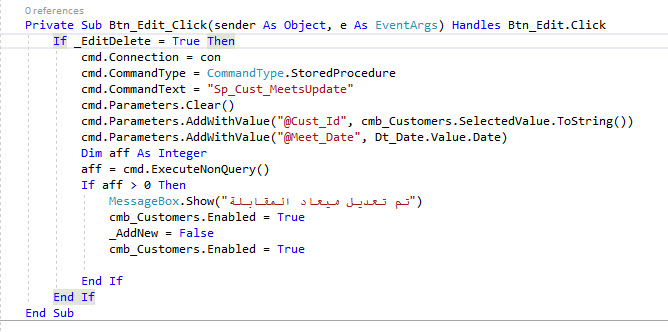 0 references
Private Sub Btn_Edit_Click(sender As Object, e As EventArgs) Handles Btn_Edit.Click
If _EditDelete = True Then
cmd.Connection = con
cmd.CommandType = CommandType.StoredProcedure
cmd.CommandText = "Sp_Cust_MeetsUpdate"
cmd.Parameters.Clear()
cmd.Parameters.AddWithValue("@Cust_Id", cmb_Customers.SelectedValue.ToString())
cmd.Parameters.AddWithValue("@Meet_Date", Dt_Date.Value.Date)
Dim aff As Integer
aff = cmd.ExecuteNonQuery()
If aff > 0 Then
MessageBox.Show("تم تعديل ميعاد المقابلة")
cmb_Customers.Enabled = True
_AddNew = False
cmb_Customers.Enabled = True
End If
End If
End Sub